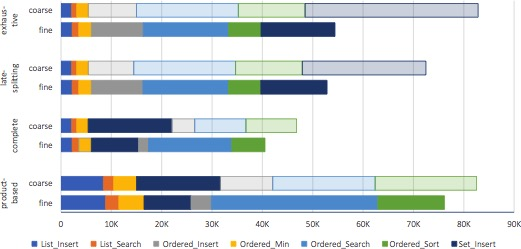 exhaus-
tive
coarse
fine
late-
splitting
coarse
fine
complete
coarse
fine
product-
based
coarse
fine
0 10K 20K 30K 40K 50K 60K 70K 80K 90K
List_Insert List_Search Ordered_Insert Ordered_Min Ordered_Search Ordered_Sort Set_Insert